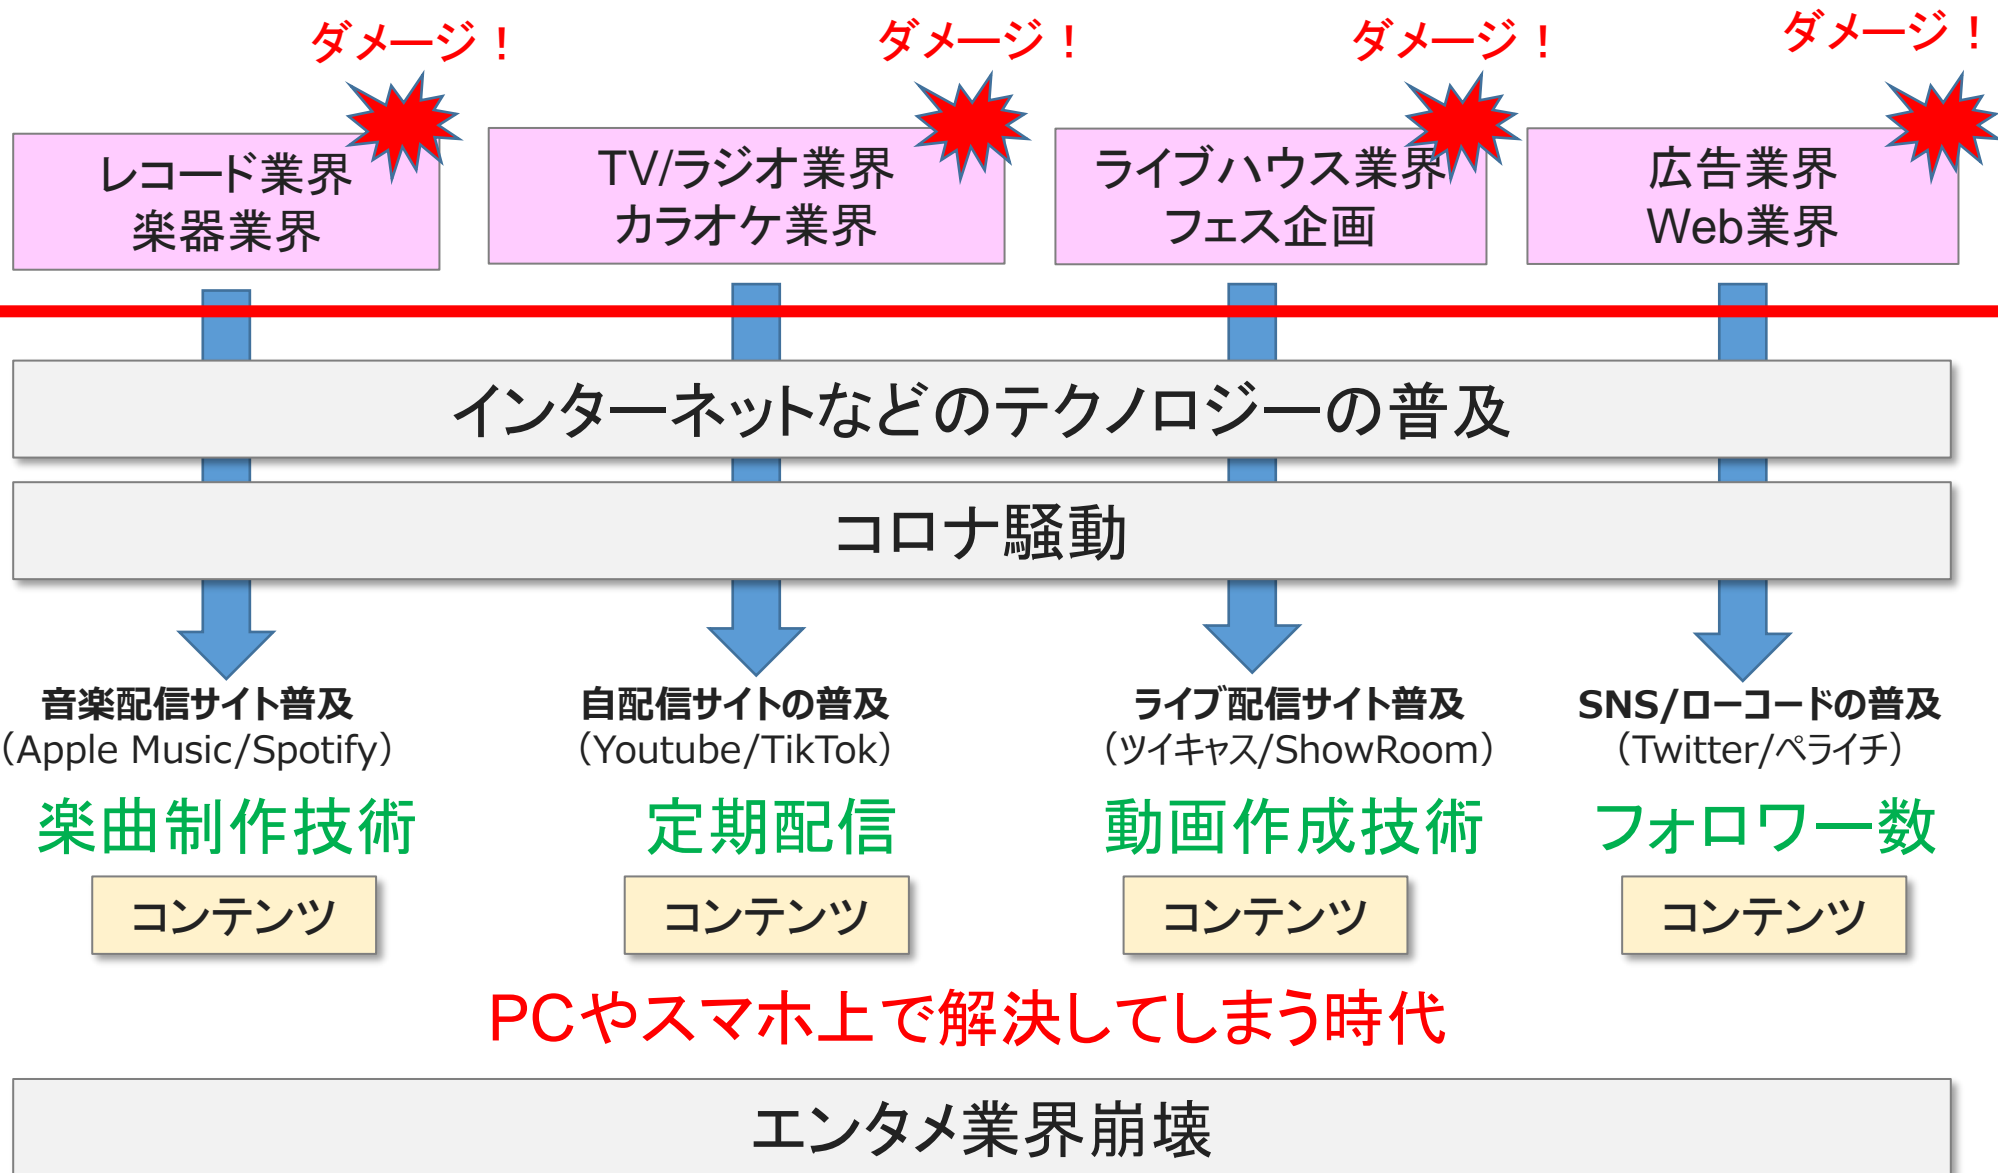 ダメージ！
ダメージ！
ダメージ！
ダメージ！
レコード業界
楽器業界
TV/ラジオ業界
カラオケ業界
ライブハウス業界
フェス企画
広告業界
Web業界
インターネットなどのテクノロジーの普及
コロナ騒動
音楽配信サイト普及
（Apple Music/Spotify）
楽曲制作技術
コンテンツ
自配信サイトの普及
（Youtube/TikTok）
定期配信
コンテンツ
ライブ配信サイト普及
（ツイキャス/ShowRoom）
動画作成技術
コンテンツ
SNS/ローコードの普及
（Twitter/ペライチ）
フォロワー数
コンテンツ
PCやスマホ上で解決してしまう時代
エンタメ業界崩壊